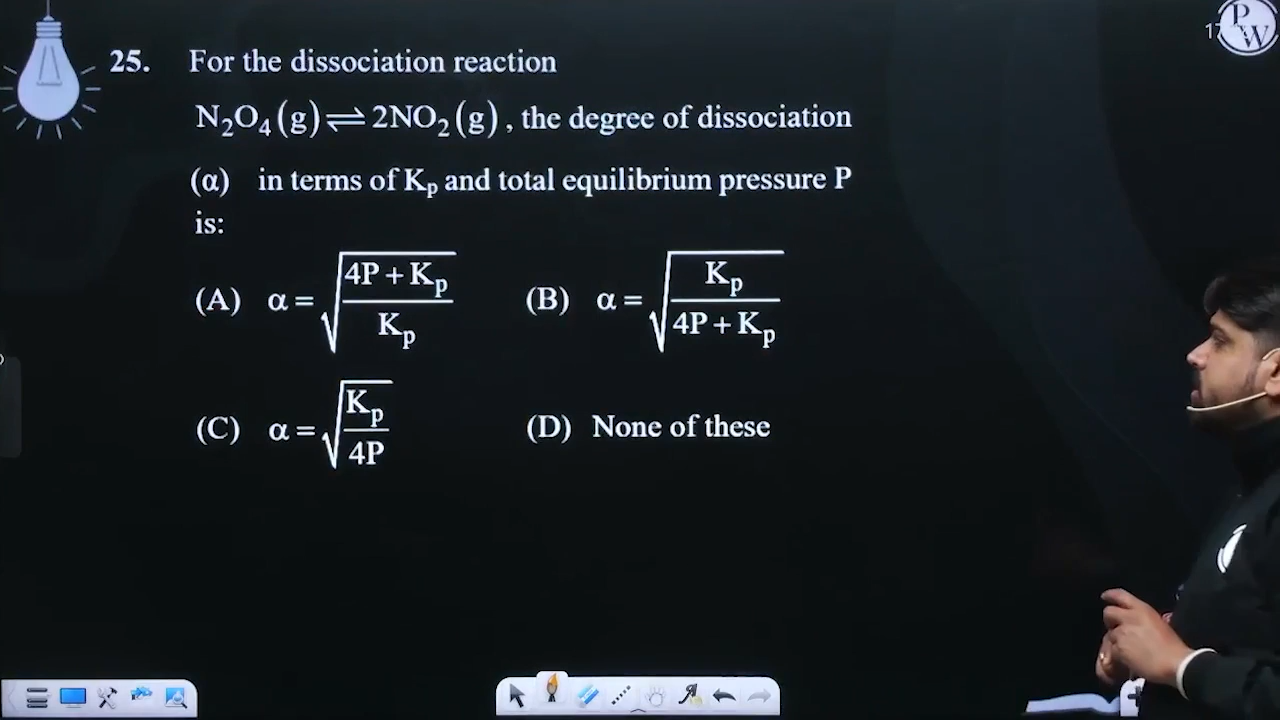 17
P
W
25. For the dissociation reaction
N₂O₄(g)⇌2NO₂(g), the degree of dissociation
(α) in terms of Kₚ and total equilibrium pressure P
is:
(A) α = √((4P + Kₚ)/Kₚ) (B) α = √(Kₚ/(4P + Kₚ))
(C) α = √(Kₚ/4P) (D) None of these